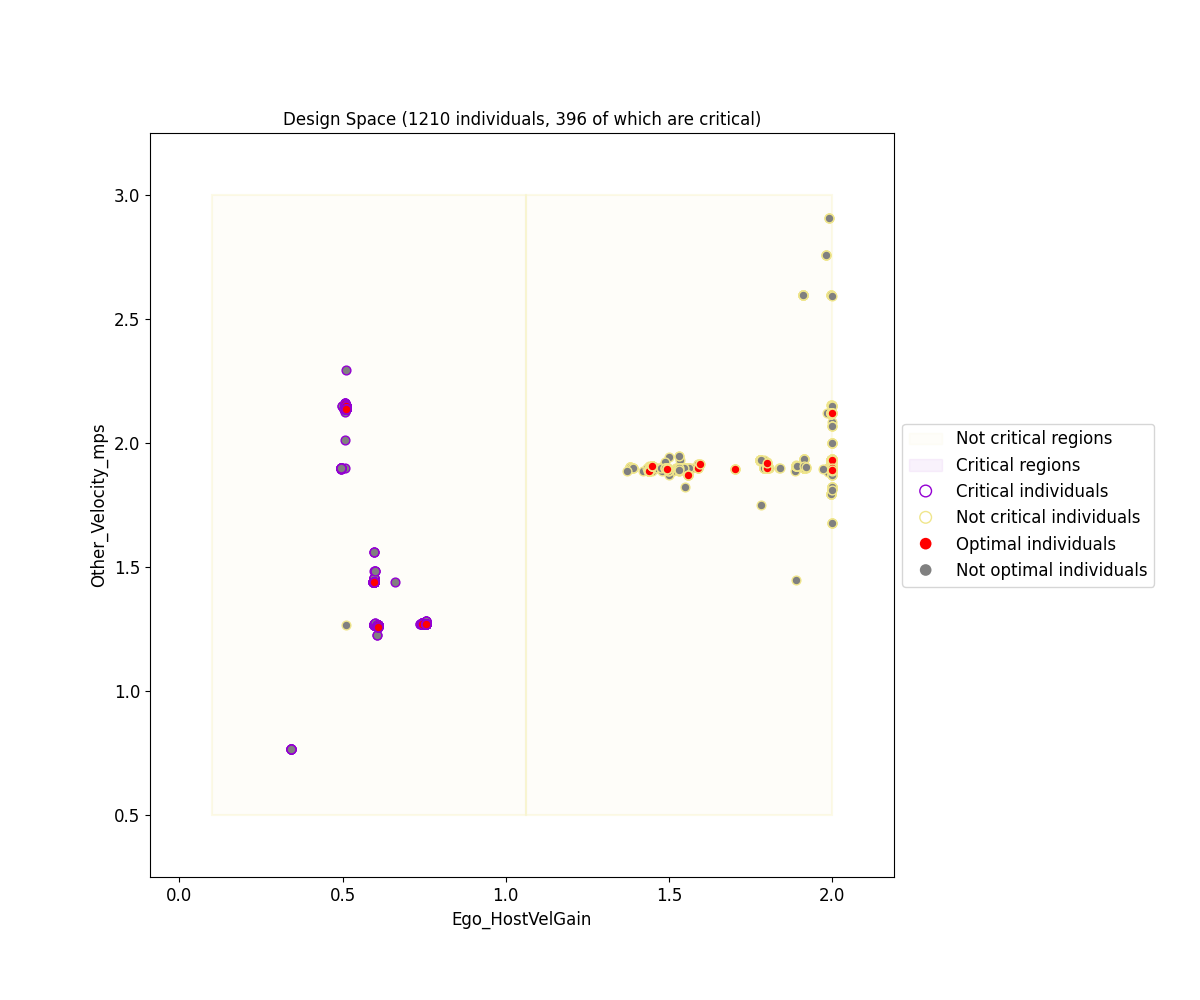 Design Space (1210 individuals, 396 of which are critical)
3.0
2.5
2.0
1.5
1.0
0.5
Other_Velocity_mps
0.0
0.5
1.0
1.5
2.0
Ego_HostVelGain
Not critical regions
Critical regions
Critical individuals
Not critical individuals
Optimal individuals
Not optimal individuals